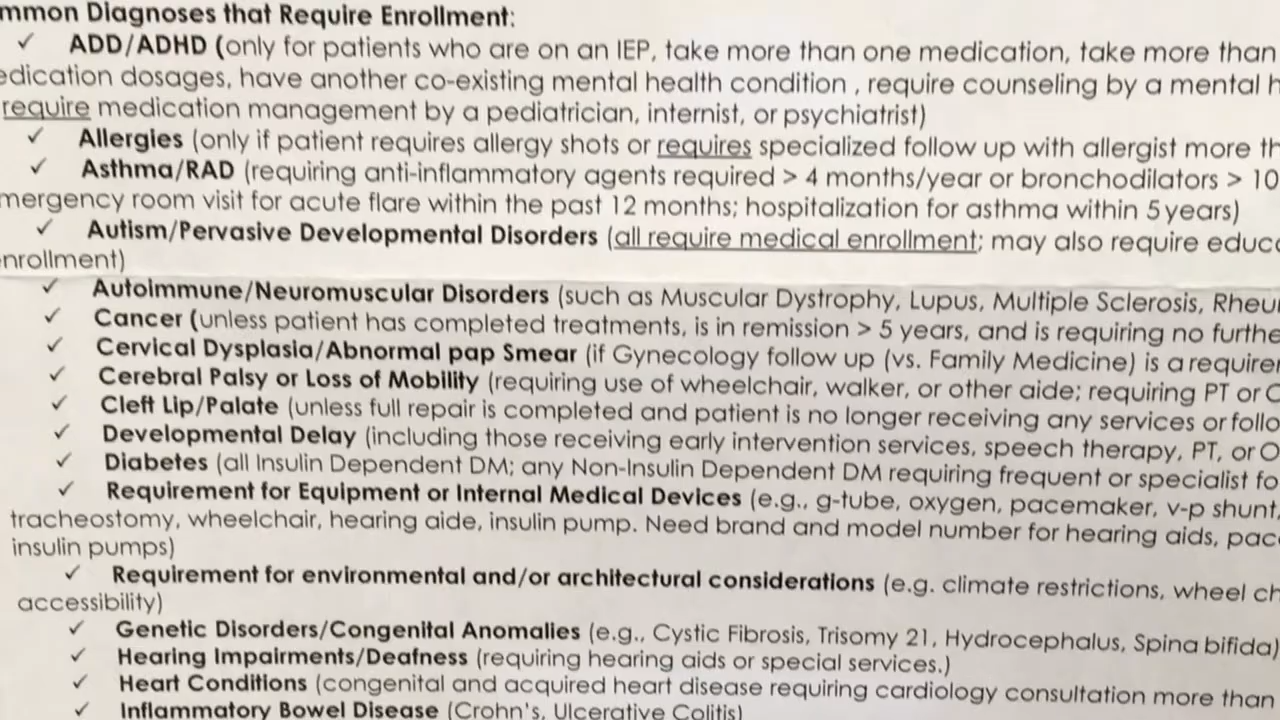 mmon Diagnoses that Require Enrollment:
✓ ADD/ADHD (only for patients who are on an IEP, take more than one medication, take more than
edication dosages, have another co-existing mental health condition , require counseling by a mental h
require medication management by a pediatrician, internist, or psychiatrist)
✓ Allergies (only if patient requires allergy shots or requires specialized follow up with allergist more th
✓ Asthma/RAD (requiring anti-inflammatory agents required > 4 months/year or bronchodilators > 10
mergency room visit for acute flare within the past 12 months; hospitalization for asthma within 5 years)
✓ Autism/Pervasive Developmental Disorders (all require medical enrollment; may also require educa
nrollment)
✓ Autoimmune/Neuromuscular Disorders (such as Muscular Dystrophy, Lupus, Multiple Sclerosis, Rheu
✓ Cancer (unless patient has completed treatments, is in remission > 5 years, and is requiring no furthe
✓ Cervical Dysplasia/Abnormal pap Smear (if Gynecology follow up (vs. Family Medicine) is a requirer
✓ Cerebral Palsy or Loss of Mobility (requiring use of wheelchair, walker, or other aide; requiring PT or O
✓ Cleft Lip/Palate (unless full repair is completed and patient is no longer receiving any services or follo
✓ Developmental Delay (including those receiving early intervention services, speech therapy, PT, or O
✓ Diabetes (all Insulin Dependent DM; any Non-Insulin Dependent DM requiring frequent or specialist fo
✓ Requirement for Equipment or Internal Medical Devices (e.g., g-tube, oxygen, pacemaker, v-p shunt,
tracheostomy, wheelchair, hearing aide, insulin pump. Need brand and model number for hearing aids, pac
insulin pumps)
✓ Requirement for environmental and/or architectural considerations (e.g. climate restrictions, wheel ch
accessibility)
✓ Genetic Disorders/Congenital Anomalies (e.g., Cystic Fibrosis, Trisomy 21, Hydrocephalus, Spina bifida)
✓ Hearing Impairments/Deafness (requiring hearing aids or special services.)
✓ Heart Conditions (congenital and acquired heart disease requiring cardiology consultation more than
✓ Inflammatory Bowel Disease (Crohn's, Ulcerative Colitis)